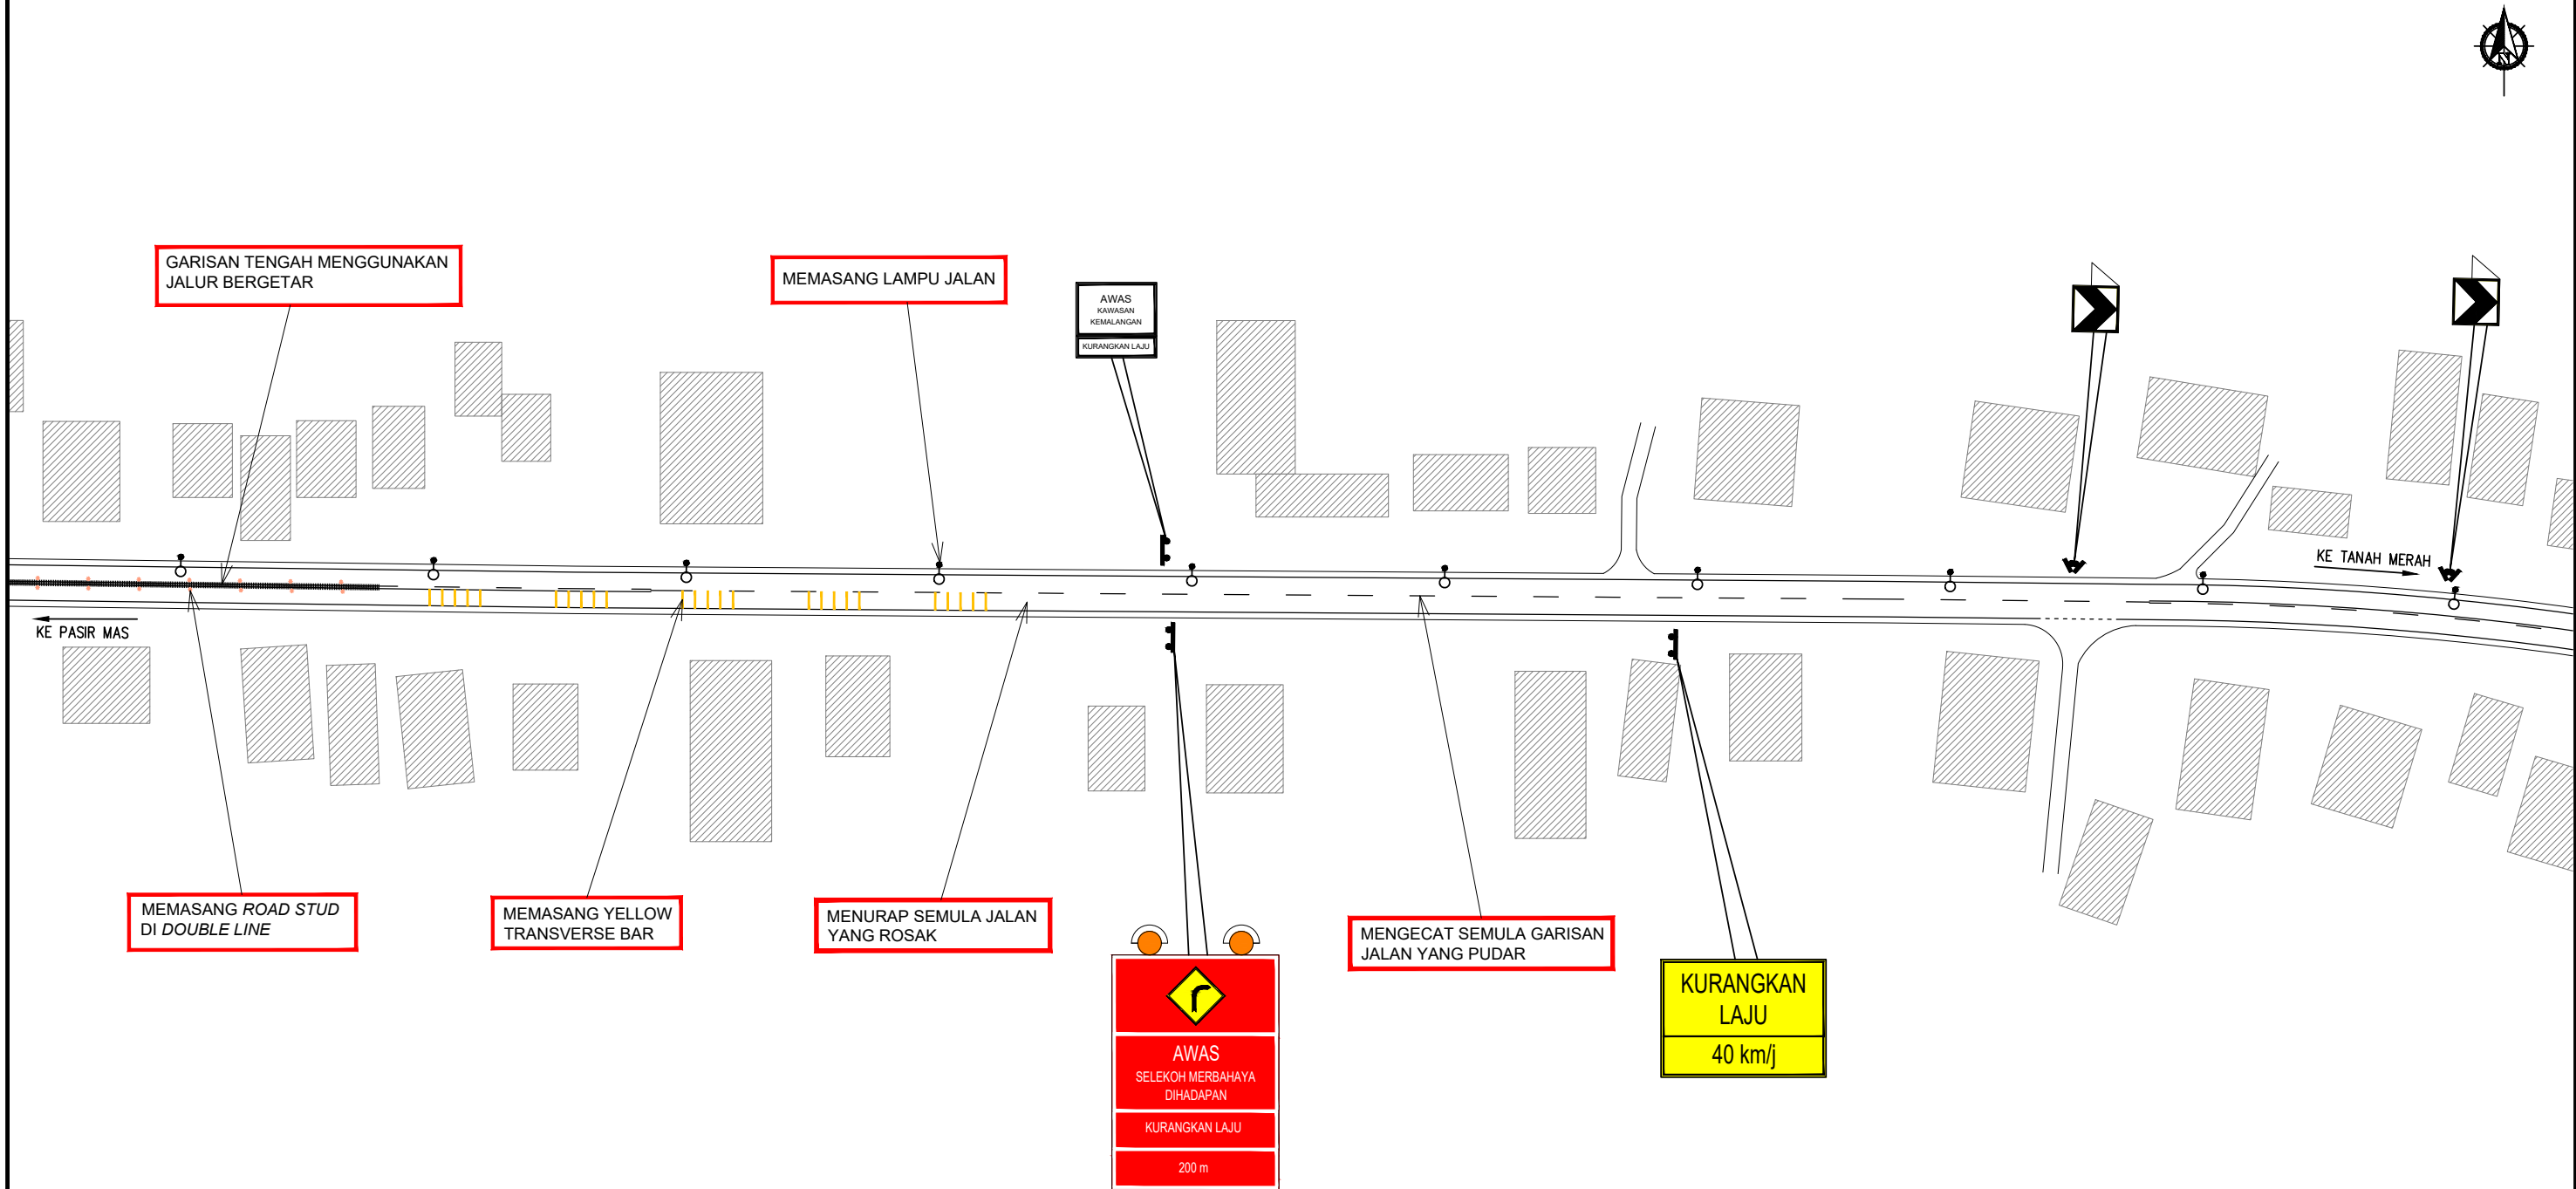 N
GARISAN TENGAH MENGGUNAKAN
JALUR BERGETAR
MEMASANG LAMPU JALAN
AWAS
KAWASAN
KEMALANGAN
KURANGKAN LAJU
KE TANAH MERAH
KE PASIR MAS
MEMASANG ROAD STUD
DI DOUBLE LINE
MEMASANG YELLOW
TRANSVERSE BAR
MENURAP SEMULA JALAN
YANG ROSAK
MENGECAT SEMULA GARISAN
JALAN YANG PUDAR
AWAS
SELEKOH MERBAHAYA
DIHADAPAN
KURANGKAN LAJU
200 m
KURANGKAN
LAJU
40 km/j